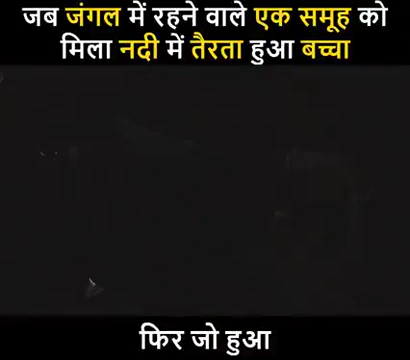 जब जंगल में रहने वाले एक समूह को
मिला नदी में तैरता हुआ बच्चा
फिर जो हुआ